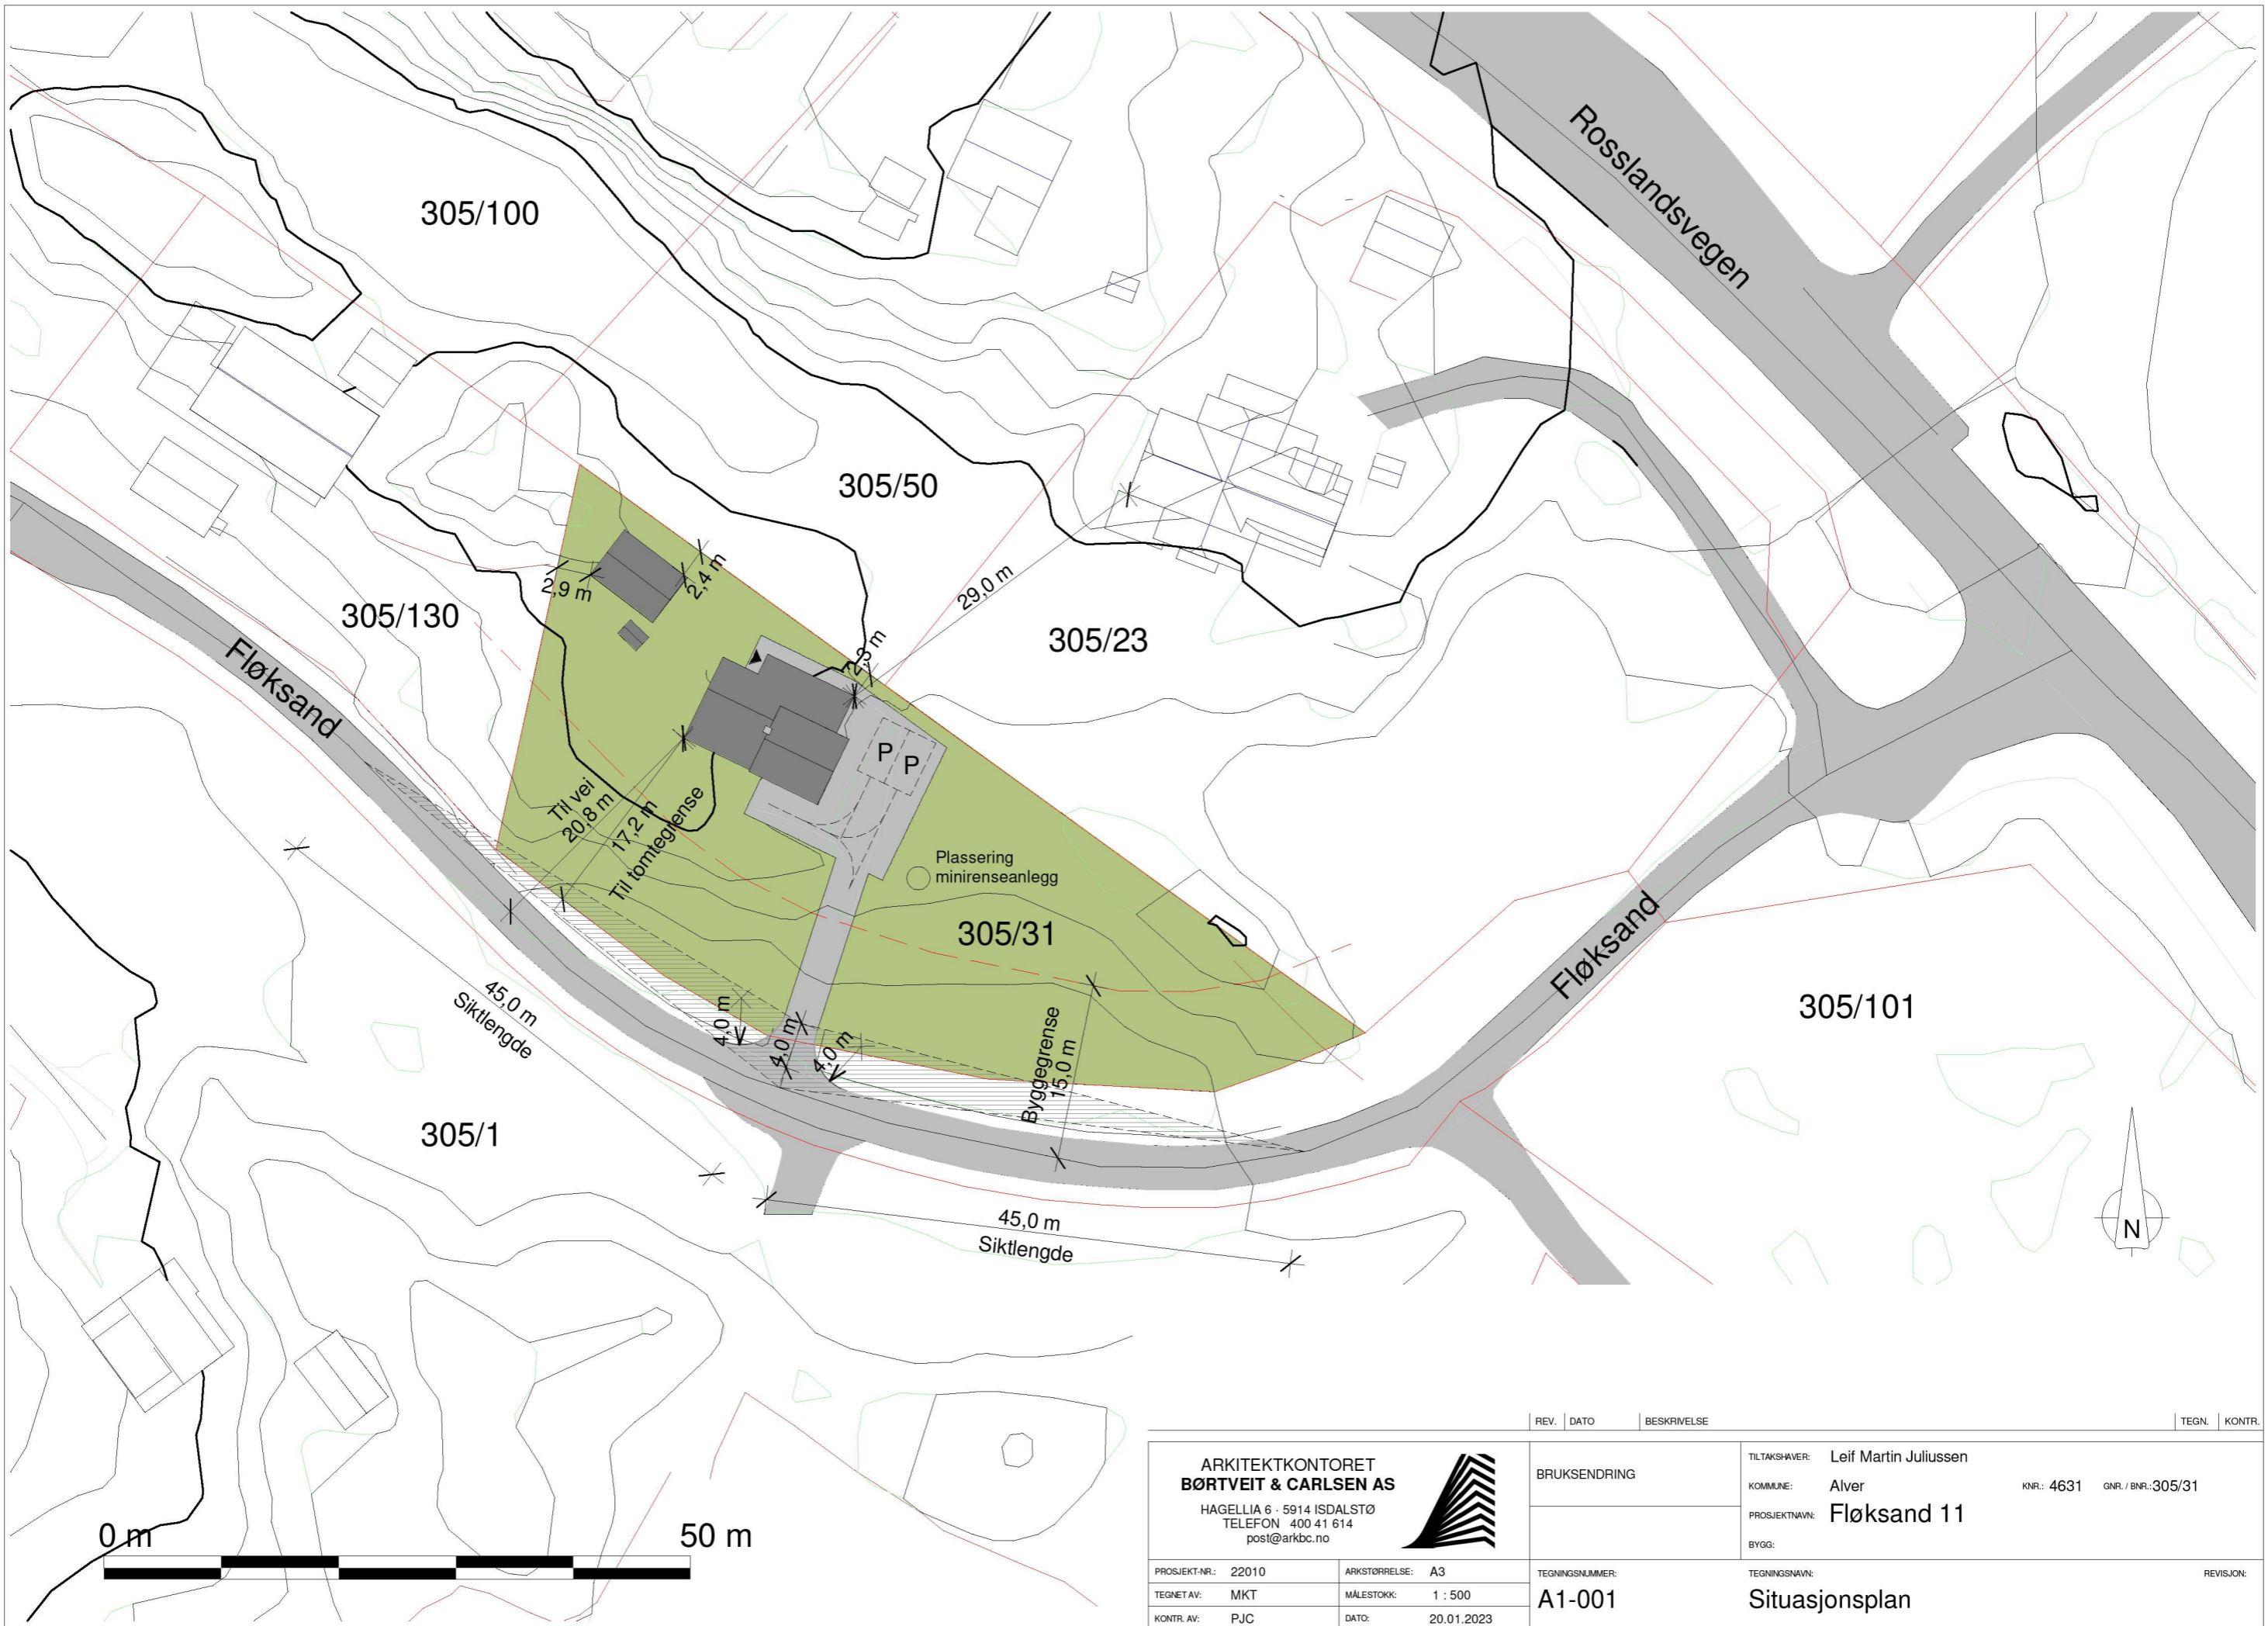 305/100
Rosslandsvegen
305/50
2,4 m
2,9 m
29,0 m
305/130
305/23
2,3 m
Fløksand
P
P
Til vei
20,8 m
17,2 m
Til tomtegrense
Plassering
minirenseanlegg
305/31
Fløksand
305/101
45,0 m
Siktlengde
4,0 m
4,0 m
4,0 m
Byggegrense
15,0 m
305/1
45,0 m
Siktlengde
N
0 m
50 m
REV.
DATO
BESKRIVELSE
TEGN.
KONTR.
ARKITEKTKONTORET
BØRTVEIT & CARLSEN AS
HAGELLIA 6 · 5914 ISDALSTØ
TELEFON 400 41 614
post@arkbc.no
BRUKSENDRING
TILTAKSHAVER: Leif Martin Juliussen
KOMMUNE: Alver KNR.: 4631 GNR. / BNR.: 305/31
PROSJEKTNAVN: Fløksand 11
BYGG:
PROSJEKT-NR.: 22010
ARKSTØRRELSE: A3
TEGNET AV: MKT
MÅLESTOKK: 1 : 500
KONTR. AV: PJC
DATO: 20.01.2023
TEGNINGSNUMMER:
A1-001
TEGNINGSNAVN:
Situasjonsplan
REVISJON: